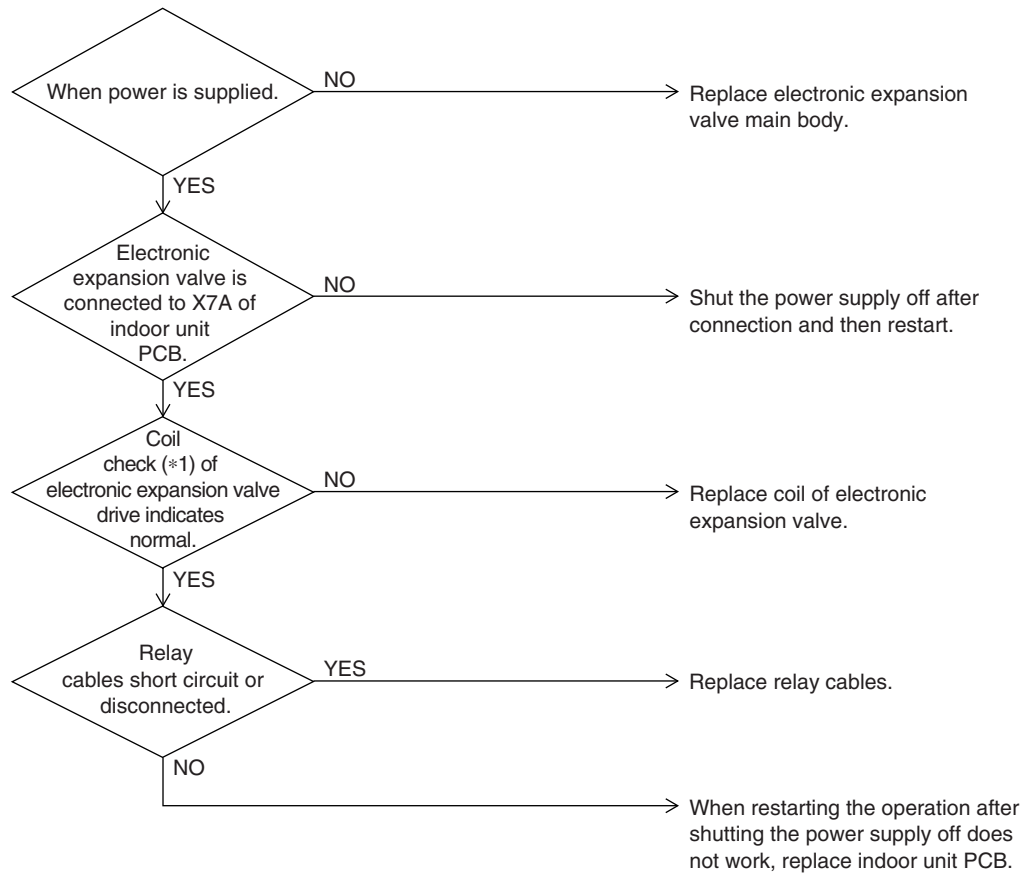 When power is supplied.
NO
Replace electronic expansion
valve main body.
YES
Electronic
expansion valve is
connected to X7A of
indoor unit
PCB.
NO
Shut the power supply off after
connection and then restart.
YES
Coil
check (*1) of
electronic expansion valve
drive indicates
normal.
NO
Replace coil of electronic
expansion valve.
YES
Relay
cables short circuit or
disconnected.
YES
Replace relay cables.
NO
When restarting the operation after
shutting the power supply off does
not work, replace indoor unit PCB.